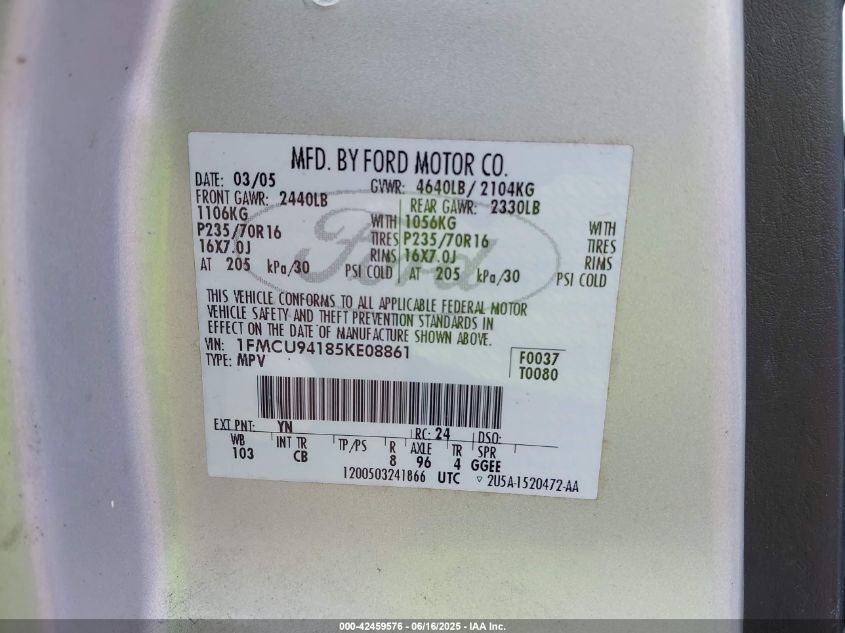 MFD. BY FORD MOTOR CO.
DATE: 03/05 GVWR: 4640LB/ 2104KG
FRONT GAWR: 2440LB REAR GAWR: 2330LB
1106KG WITH 1056KG WITH
P235/70R16 TIRES P235/70R16 TIRES
16X7.0J RIMS 16X7.0J RIMS
AT 205 kPa/30 PSI COLD AT 205 kPa/30 PSI COLD
Ford
THIS VEHICLE CONFORMS TO ALL APPLICABLE FEDERAL MOTOR
VEHICLE SAFETY AND THEFT PREVENTION STANDARDS IN
EFFECT ON THE DATE OF MANUFACTURE SHOWN ABOVE.
VIN: 1FMCU94185KE08861 F0037
TYPE: MPV T0080
EXT PNT: YN RC: 24 DSO:
WB INT TR TP/PS R AXLE TR SPR
103 CB 8 96 4 GGEE
1200503241866 UTC 2U5A-1520472-AA
000-42459576 - 06/16/2025 - IAA Inc.